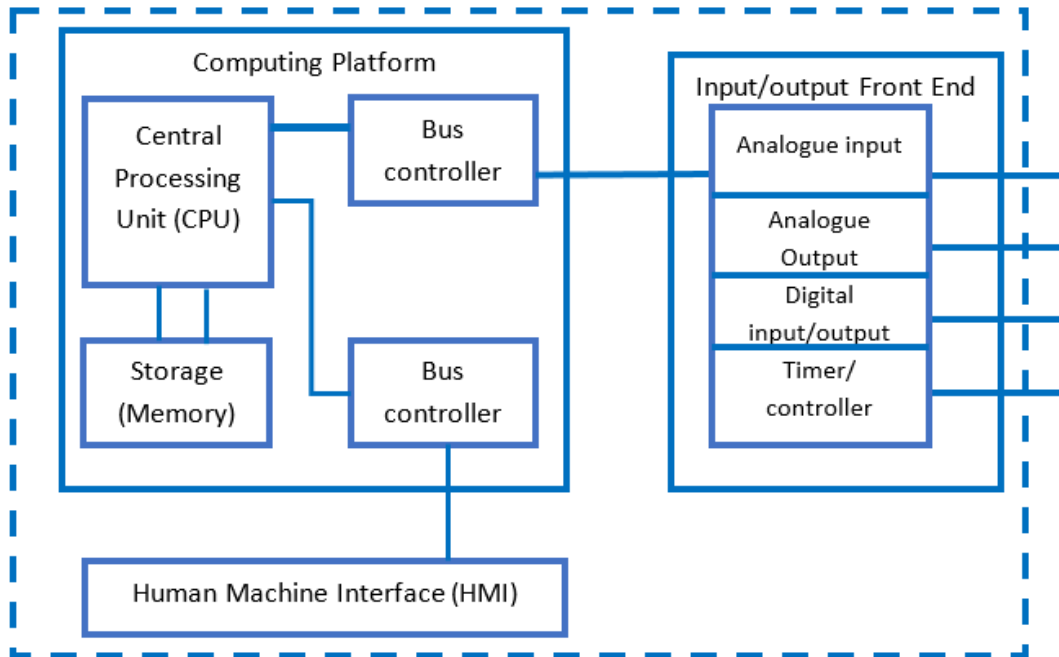 Computing Platform
Central
Processing
Unit (CPU)
Bus
controller
Storage
(Memory)
Bus
controller
Human Machine Interface (HMI)
Input/output Front End
Analogue input
Analogue
Output
Digital
input/output
Timer/
controller